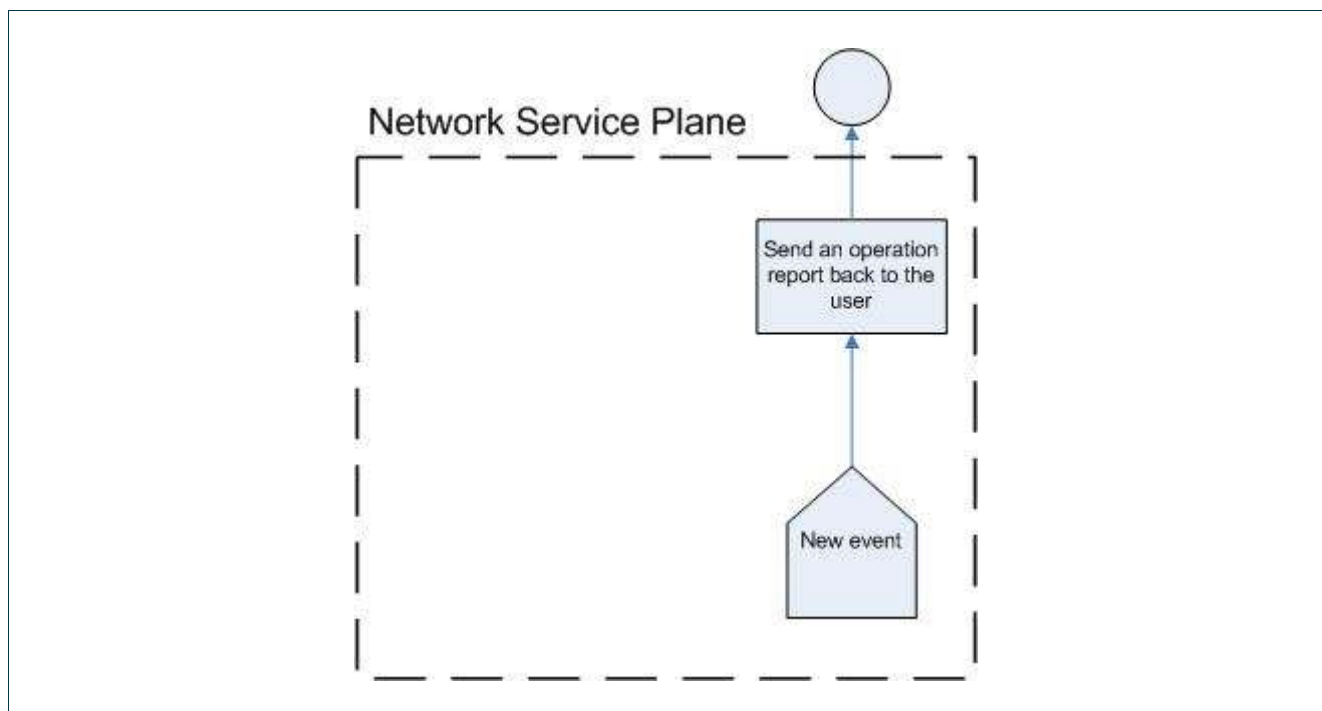 Network Service Plane
Send an operation
report back to the
user
New event